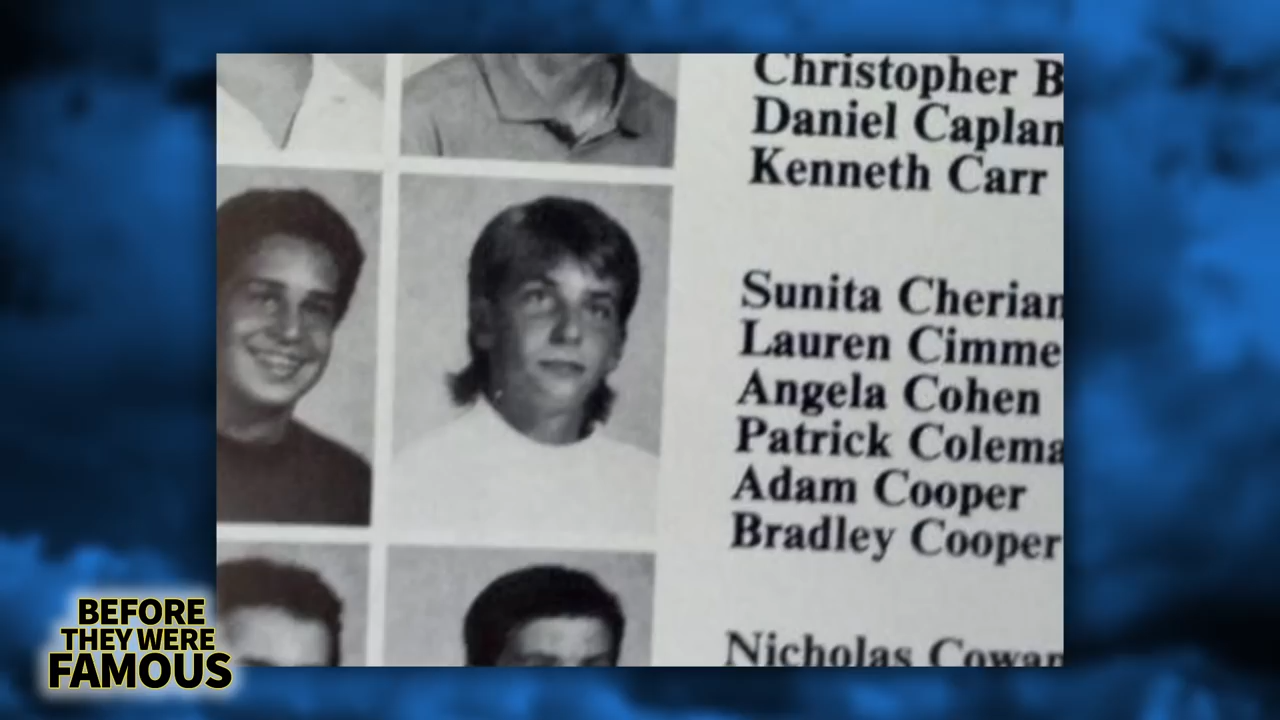 Christopher B
Daniel Caplan
Kenneth Carr
Sunita Cherian
Lauren Cimme
Angela Cohen
Patrick Colema
Adam Cooper
Bradley Cooper
Nicholas Cowan
BEFORE
THEY WERE
FAMOUS